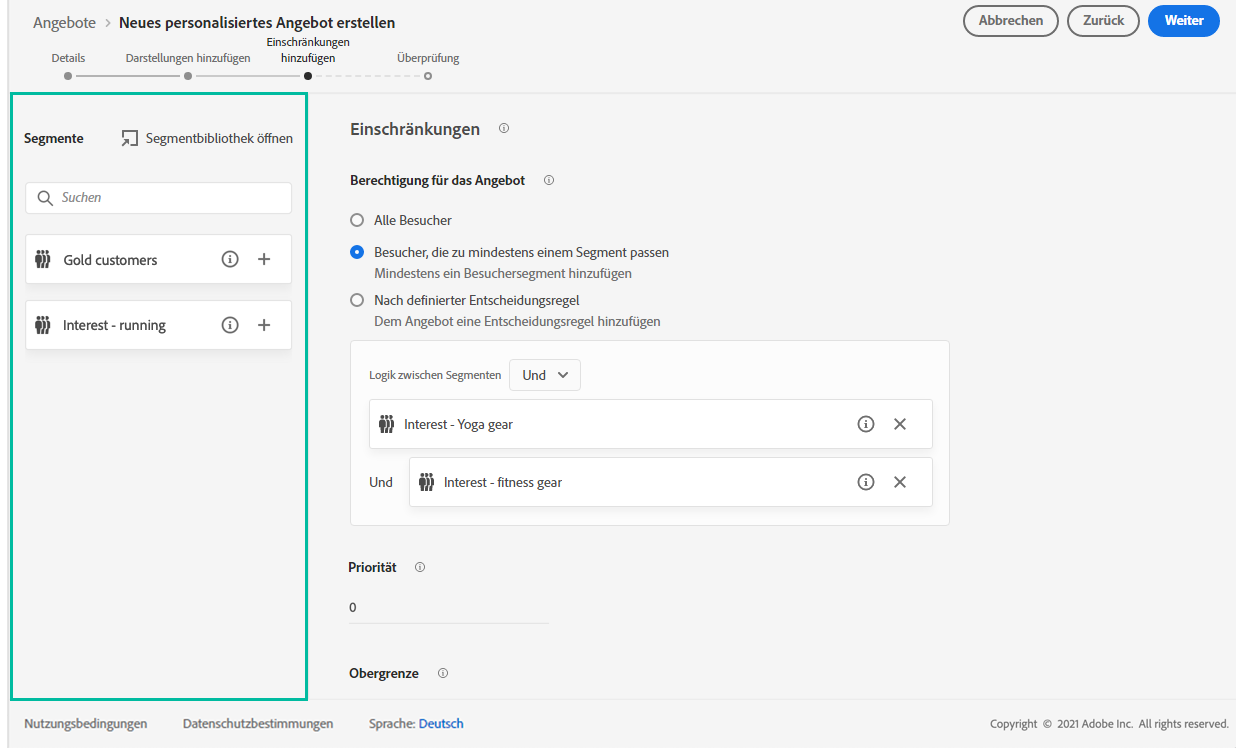 Angebote > Neues personalisiertes Angebot erstellen
Abbrechen
Zurück
Weiter
Details
Darstellungen hinzufügen
Einschränkungen
hinzufügen
Überprüfung
Segmente
Segmentbibliothek öffnen
Suchen
Gold customers
Interest - running
Einschränkungen
Berechtigung für das Angebot
Alle Besucher
Besucher, die zu mindestens einem Segment passen
Mindestens ein Besuchersegment hinzufügen
Nach definierter Entscheidungsregel
Dem Angebot eine Entscheidungsregel hinzufügen
Logik zwischen Segmenten
Und
Interest - Yoga gear
Und
Interest - fitness gear
Priorität
0
Obergrenze
Nutzungsbedingungen
Datenschutzbestimmungen
Sprache: Deutsch
Copyright © 2021 Adobe Inc. All rights reserved.